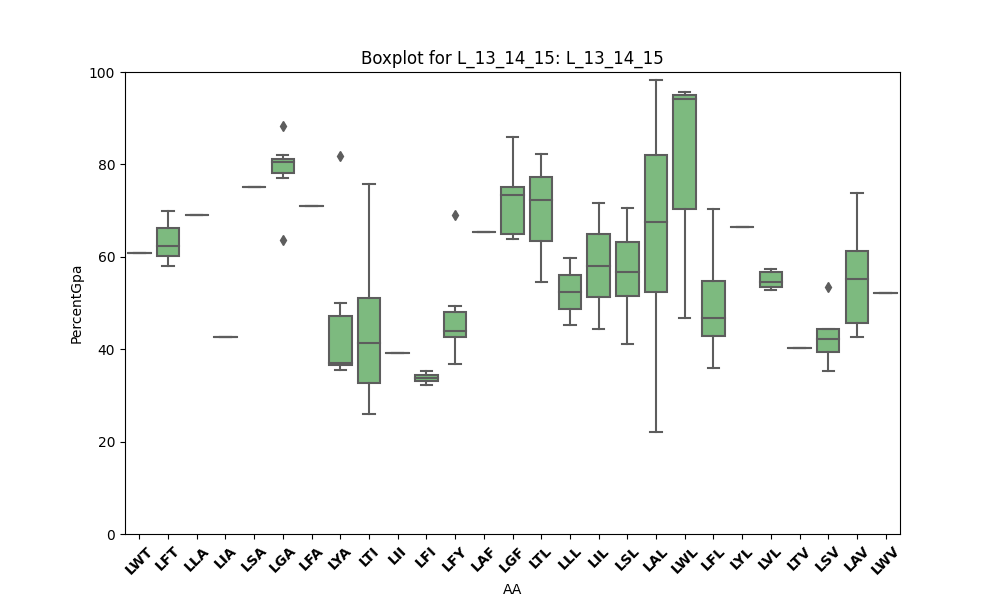 Boxplot for L_13_14_15: L_13_14_15
100
80
60
40
20
0
PercentGpa
LWT LFT LLA LIA LSA LGA LFA LYA LTI LII LFI LFY LAF LGF LTL LLL LIL LSL LAL LWL LFL LYL LVL LTV LSV LAV LWV
AA